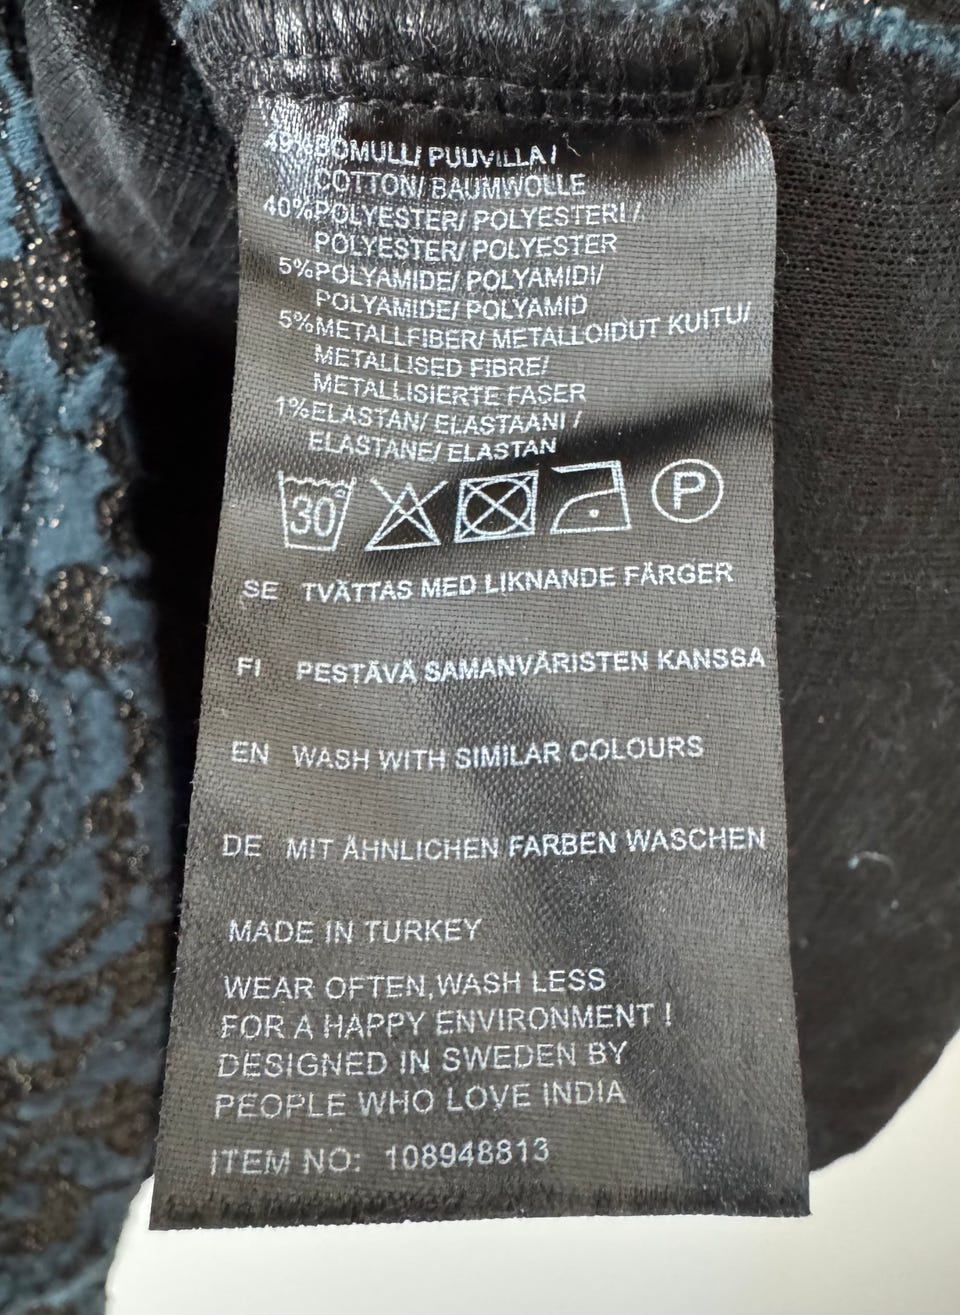 49%BOMULL/ PUUVILLA/
COTTON/ BAUMWOLLE
40%POLYESTER/ POLYESTERI/
POLYESTER/ POLYESTER
5%POLYAMIDE/ POLYAMIDI/
POLYAMIDE/ POLYAMID
5%METALLFIBER/ METALLOIDUT KUITU/
METALLISED FIBRE/
METALLISIERTE FASER
1%ELASTAN/ ELASTAANI /
ELASTANE/ ELASTAN
30° P
SE TVÄTTAS MED LIKNANDE FÄRGER
FI PESTÄVÄ SAMANVÄRISTEN KANSSA
EN WASH WITH SIMILAR COLOURS
DE MIT ÄHNLICHEN FARBEN WASCHEN
MADE IN TURKEY
WEAR OFTEN,WASH LESS
FOR A HAPPY ENVIRONMENT !
DESIGNED IN SWEDEN BY
PEOPLE WHO LOVE INDIA
ITEM NO: 108948813